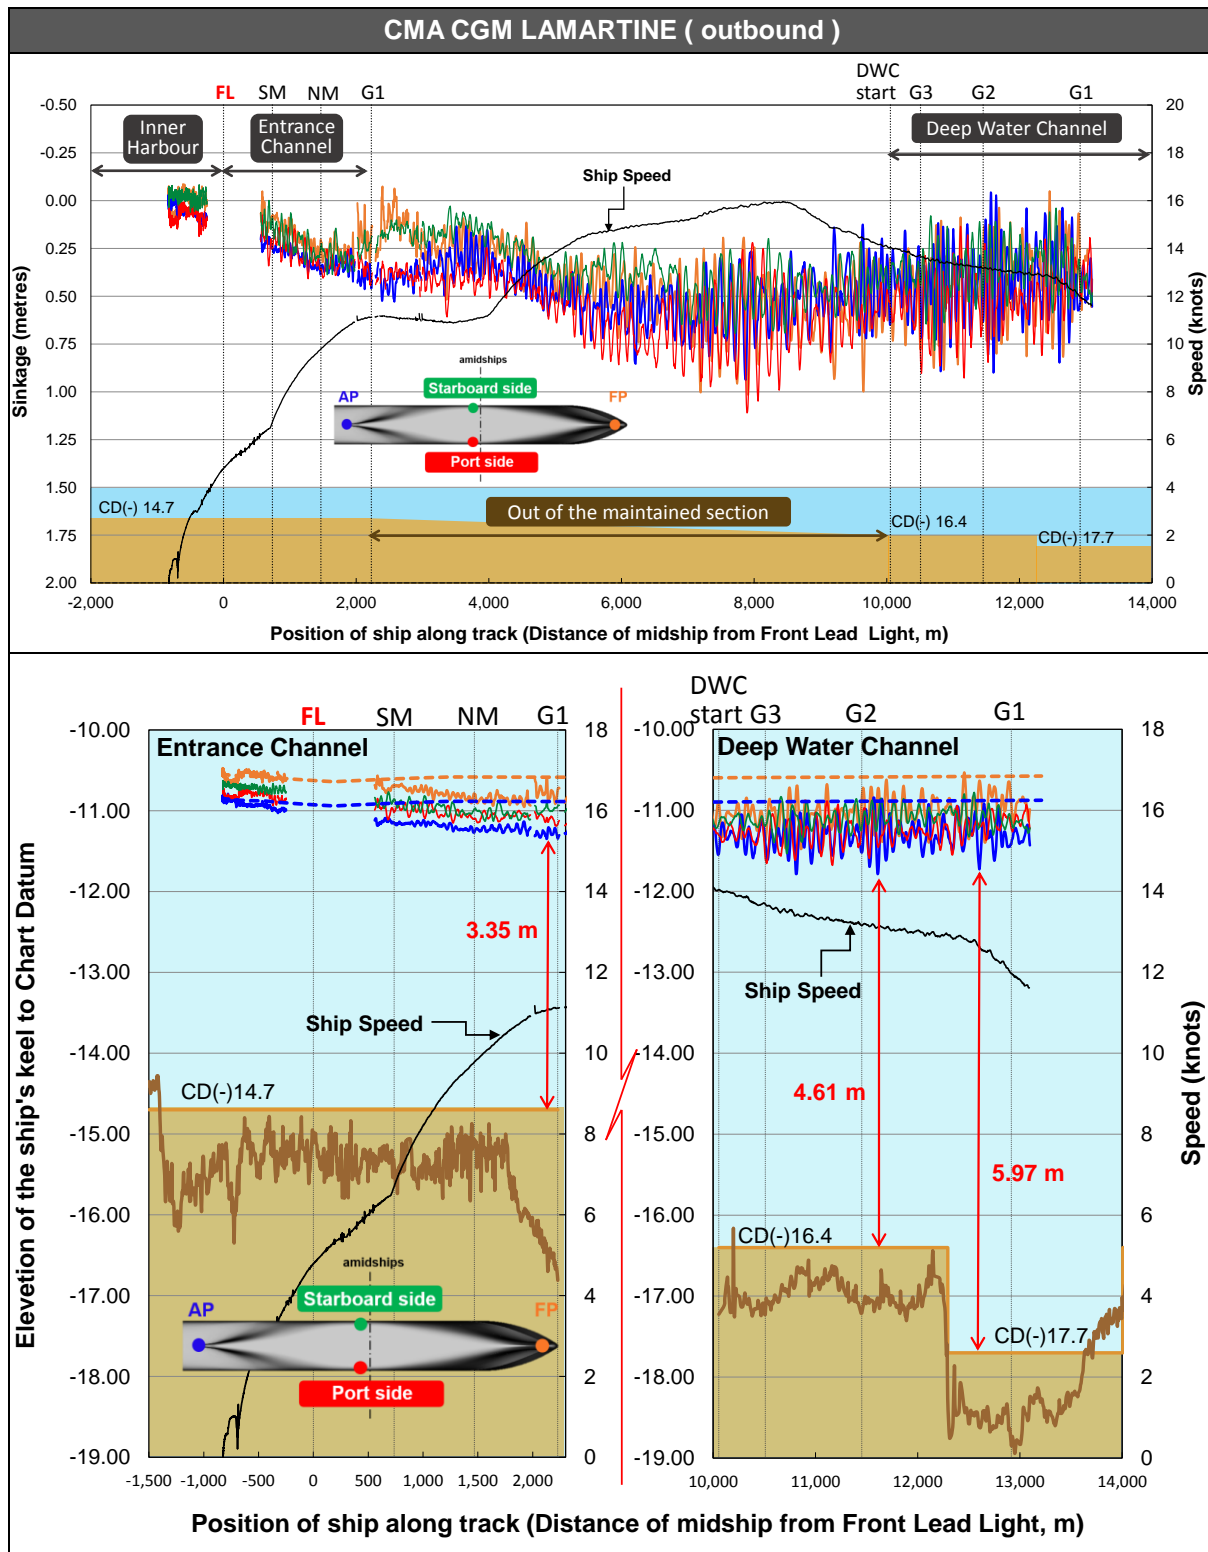 CMA CGM LAMARTINE ( outbound )
DWC
start
FL SM NM G1 G3 G2 G1
-0.50 20
Inner
Harbour
Entrance
Channel
Deep Water Channel
-0.25 18
Ship Speed
0.00 16
0.25 14
0.50 12
0.75 10
amidships
1.00 8
AP Starboard side FP
1.25 6
Port side
1.50 4
CD(-) 14.7 Out of the maintained section CD(-) 16.4
1.75 2
CD(-) 17.7
2.00 0
Sinkage (metres)
Speed (knots)
-2,000 0 2,000 4,000 6,000 8,000 10,000 12,000 14,000
Position of ship along track (Distance of midship from Front Lead Light, m)
Elevetion of the ship's keel to Chart Datum
FL SM NM G1
-10.00 18
Entrance Channel
-11.00 16
-12.00 14
3.35 m
-13.00 12
Ship Speed
-14.00 10
CD(-)14.7
-15.00 8
-16.00 6
amidships
-17.00 4
Starboard side
AP FP
Port side
-18.00 2
-19.00 0
-1,500 -1,000 -500 0 500 1,000 1,500 2,000
DWC
start G3 G2 G1
-10.00 18
Deep Water Channel
-11.00 16
-12.00 14
-13.00 12
Ship Speed
-14.00 10
4.61 m
-15.00 8
5.97 m
-16.00 6
CD(-)16.4
-17.00 4
CD(-)17.7
-18.00 2
-19.00 0
10,000 11,000 12,000 13,000 14,000
Speed (knots)
Position of ship along track (Distance of midship from Front Lead Light, m)